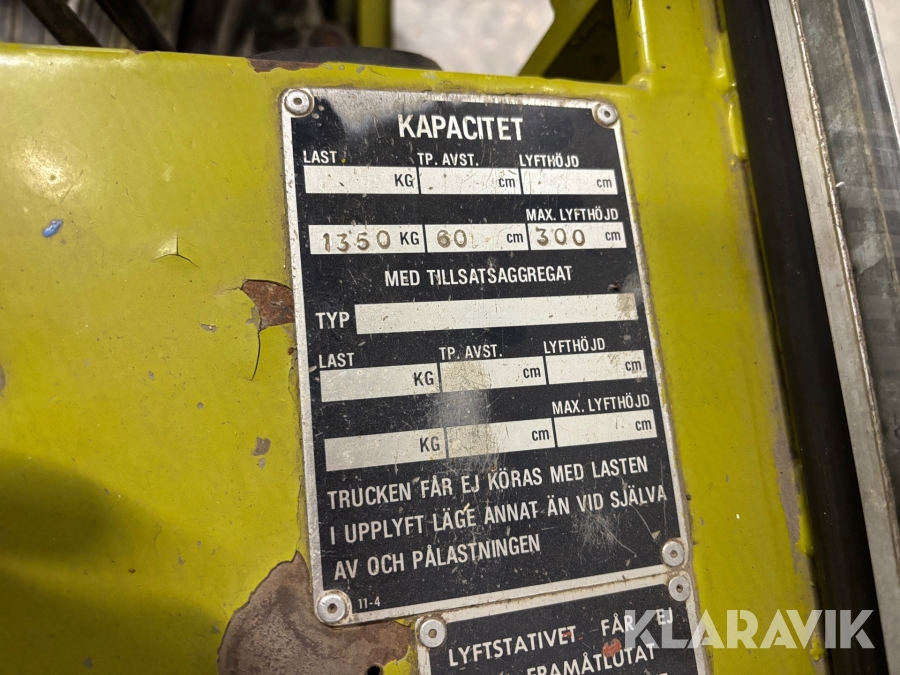 KAPACITET
LAST TP. AVST. LYFTHÖJD
KG cm cm
MAX. LYFTHÖJD
1350 KG 60 cm 300 cm
MED TILLSATSAGGREGAT
TYP
LAST TP. AVST. LYFTHÖJD
KG cm cm
MAX. LYFTHÖJD
KG cm cm
TRUCKEN FÅR EJ KÖRAS MED LASTEN
I UPPLYFT LÄGE ANNAT ÄN VID SJÄLVA
AV OCH PÅLASTNINGEN
11-4
LYFTSTATIVET FÅR EJ
FRAMÅTLUTAT
KLARAVIK